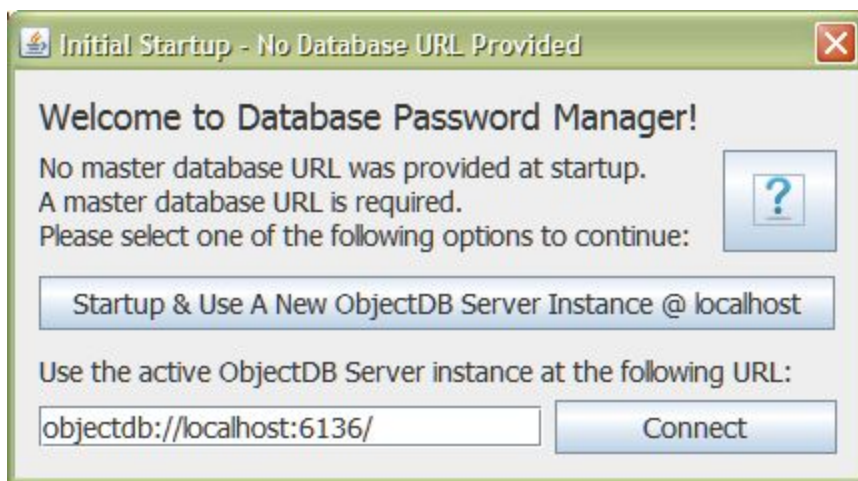 Initial Startup - No Database URL Provided
Welcome to Database Password Manager!
No master database URL was provided at startup.
A master database URL is required.
Please select one of the following options to continue:
?
Startup & Use A New ObjectDB Server Instance @ localhost
Use the active ObjectDB Server instance at the following URL:
objectdb://localhost:6136/
Connect